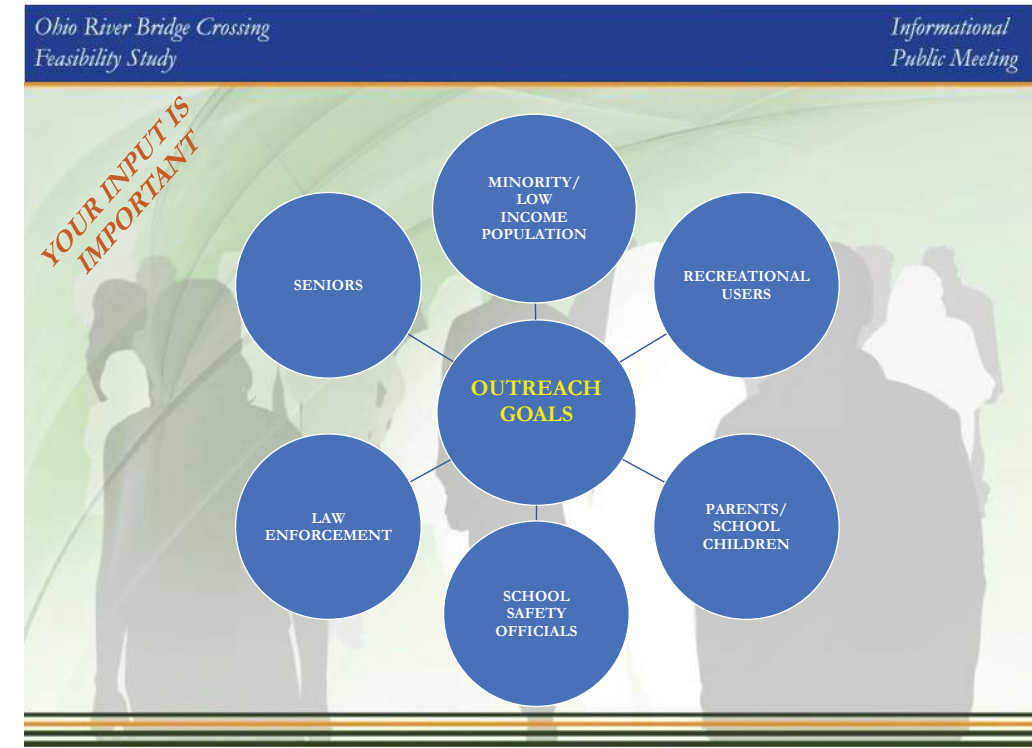 Ohio River Bridge Crossing
Feasibility Study
Informational
Public Meeting
YOUR INPUT IS
IMPORTANT
MINORITY/
LOW
INCOME
POPULATION
RECREATIONAL
USERS
PARENTS/
SCHOOL
CHILDREN
SCHOOL
SAFETY
OFFICIALS
LAW
ENFORCEMENT
SENIORS
OUTREACH
GOALS